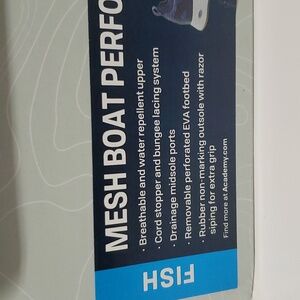 MESH BOAT PERFO
· Breathable and water repellent upper
· Cord stopper and bungee lacing system
· Drainage midsole ports
· Removable perforated EVA footbed
· Rubber non-marking outsole with razor
siping for extra grip
Find more at Academy.com
FISH